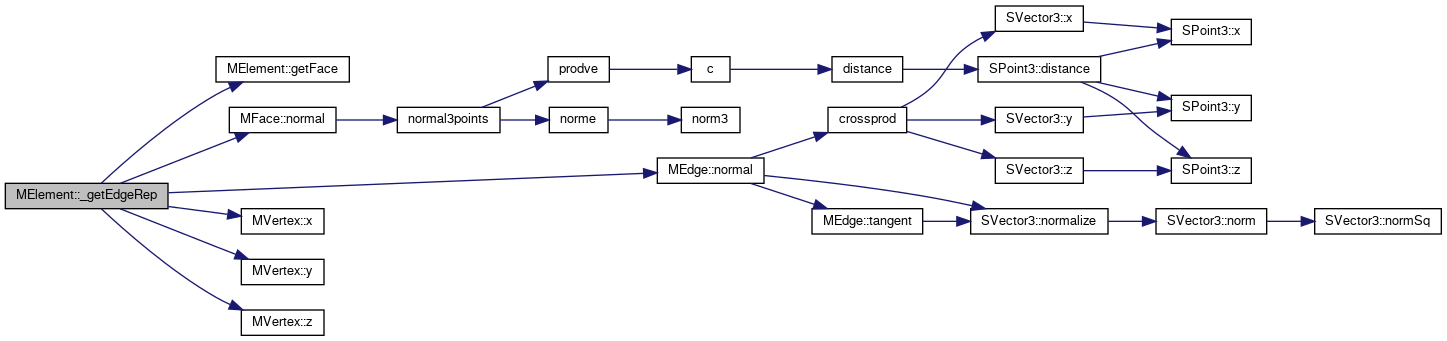 SVector3::x
SPoint3::x
MElement::getFace
prodve
c
distance
SPoint3::distance
SPoint3::y
MFace::normal
normal3points
norme
norm3
crossprod
SVector3::y
MEdge::normal
SVector3::z
SPoint3::z
MElement::_getEdgeRep
MVertex::x
MEdge::tangent
SVector3::normalize
SVector3::norm
SVector3::normSq
MVertex::y
MVertex::z